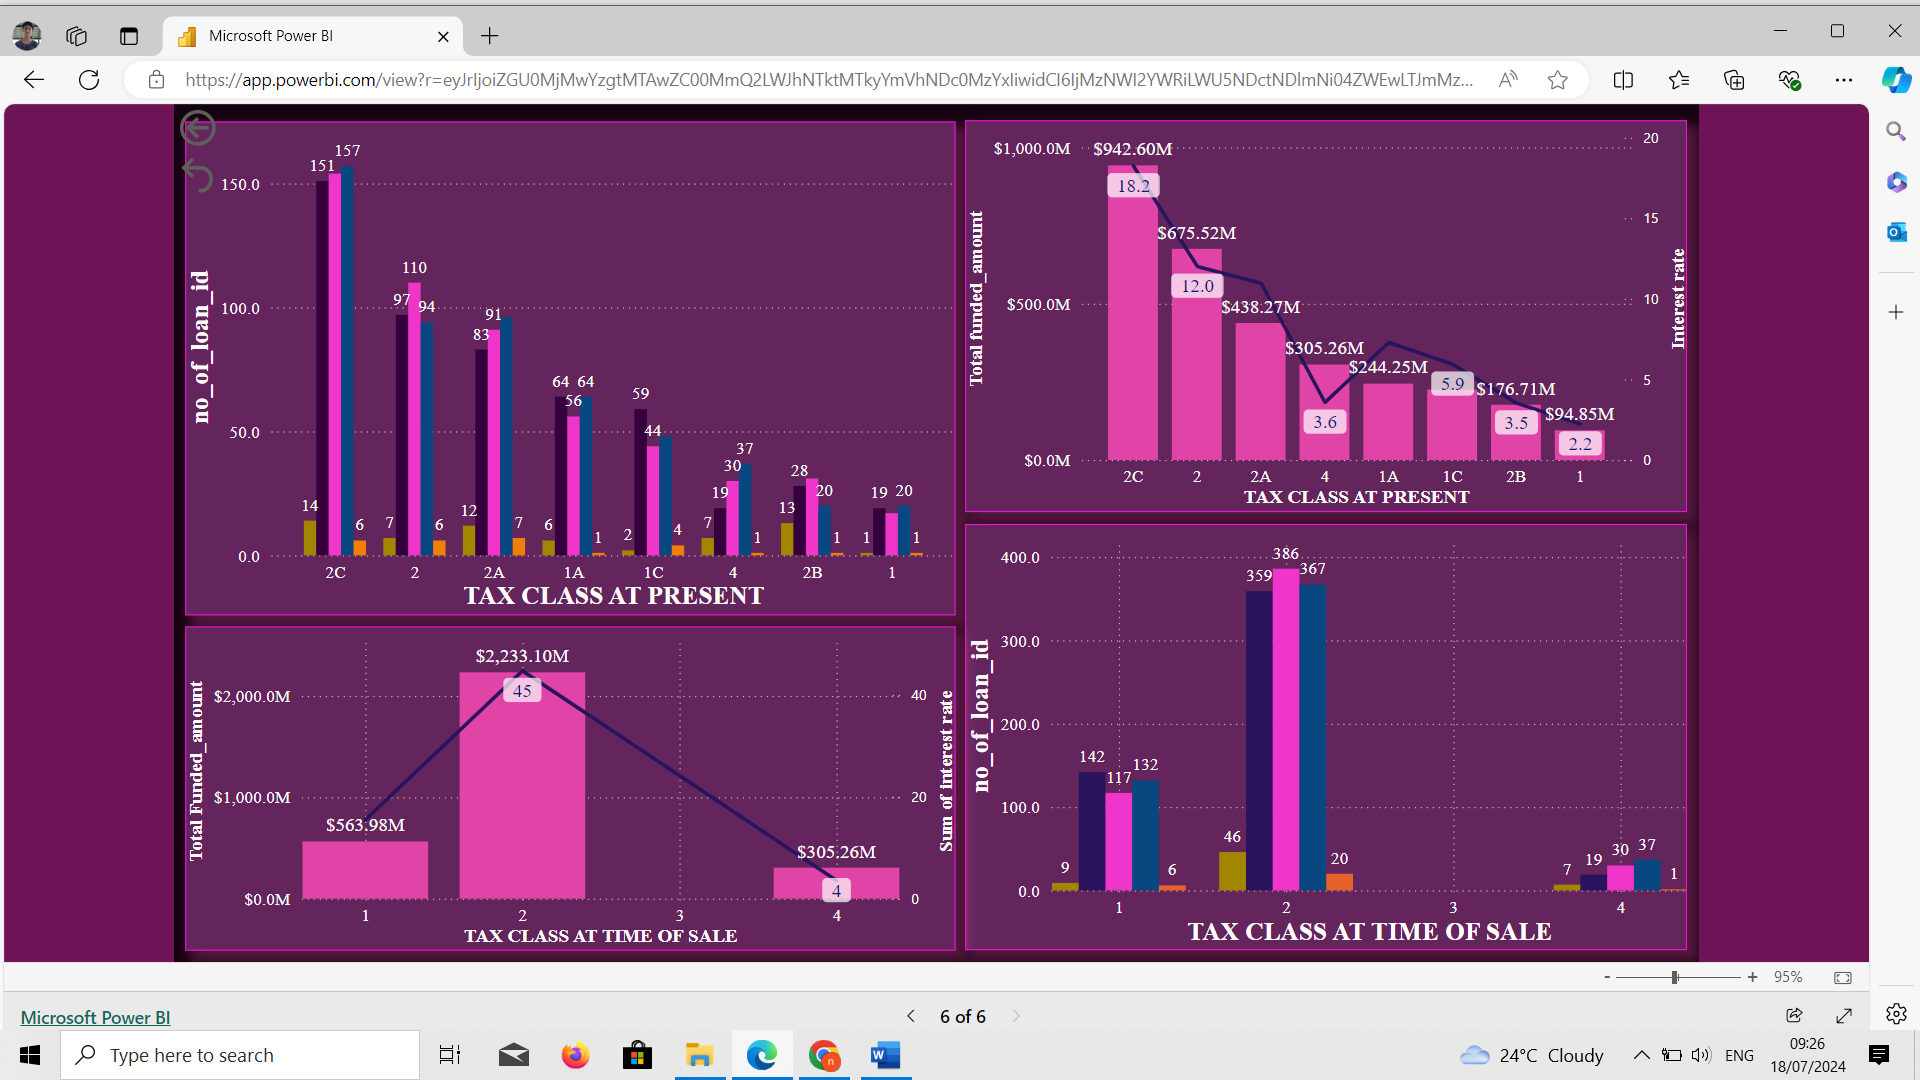 Microsoft Power BI
https://app.powerbi.com/view?r=eyJrIjoiZGU0MjMwYzgtMTAwZC00MmQ2LWJhNTktMTkyYmVhNDc0MzYxIiwidCI6IjMzNWI2YWRiLWU5NDctNDlmNi04ZWEwLTJmMz...
157
151
150.0
110
97
94
100.0
91
83
64 64
56
59
44
50.0
37
30
19
28
20
19 20
14
6
7
6
12
7
6
1
2
4
7
1
13
1
1
1
0.0
2C 2 2A 1A 1C 4 2B 1
TAX CLASS AT PRESENT
no_of_loan_id
$1,000.0M
$942.60M
20
18.2
15
$675.52M
12.0
$500.0M
$438.27M
10
$305.26M
$244.25M
5.9
$176.71M
5
$94.85M
3.6
3.5
2.2
$0.0M
0
2C 2 2A 4 1A 1C 2B 1
TAX CLASS AT PRESENT
Total funded_amount
Interest rate
$2,233.10M
45
$2,000.0M
40
$1,000.0M
20
$563.98M
$305.26M
4
$0.0M
0
1 2 3 4
TAX CLASS AT TIME OF SALE
Total Funded_amount
Sum of interest rate
400.0
386
359
367
300.0
200.0
142
117
132
100.0
9
6
46
20
7
19
30
37
1
0.0
1 2 3 4
TAX CLASS AT TIME OF SALE
no_of_loan_id
- + 95%
Microsoft Power BI
6 of 6
Type here to search
24°C Cloudy
ENG
09:26
18/07/2024